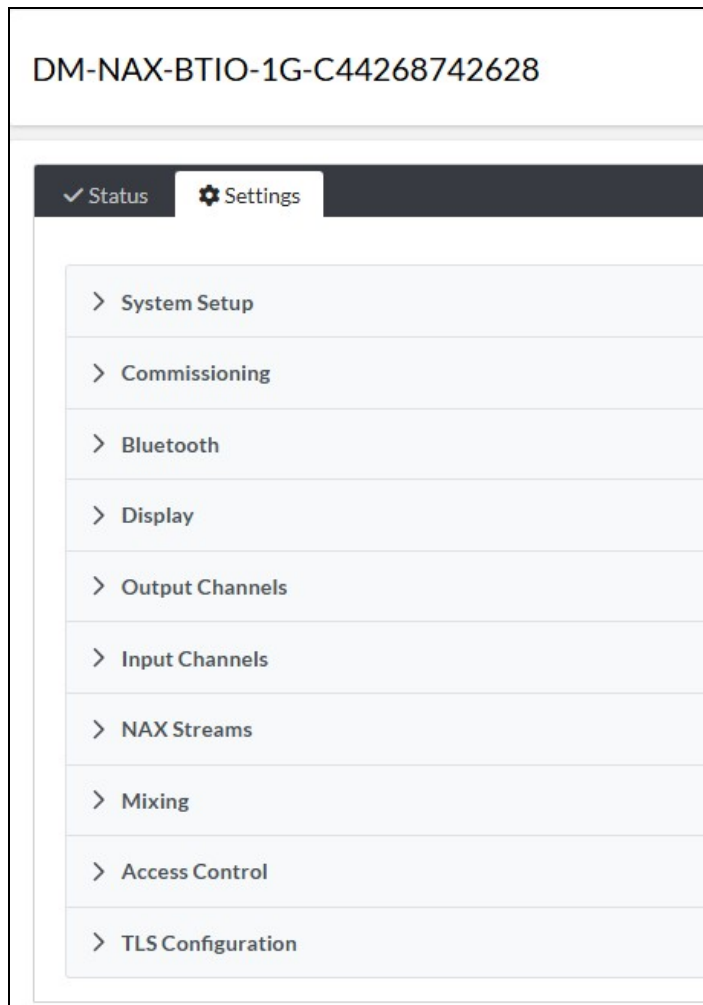 DM-NAX-BTIO-1G-C44268742628
Status Settings
System Setup
Commissioning
Bluetooth
Display
Output Channels
Input Channels
NAX Streams
Mixing
Access Control
TLS Configuration